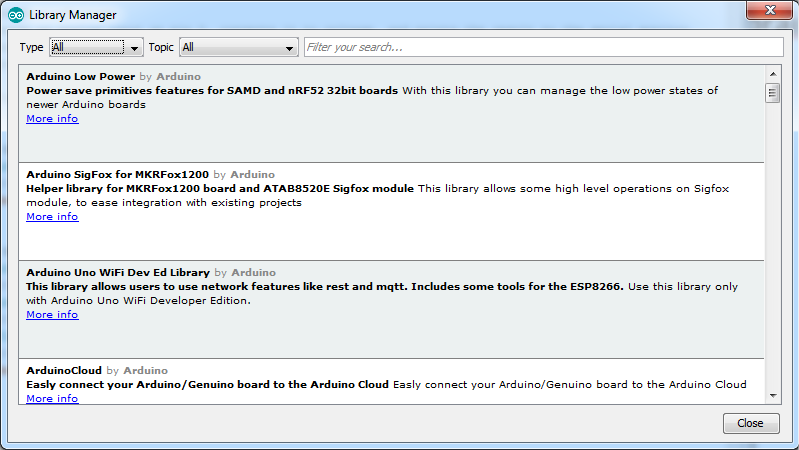 Library Manager
Type All Topic All Filter your search...
Arduino Low Power by Arduino
Power save primitives features for SAMD and nRF52 32bit boards With this library you can manage the low power states of
newer Arduino boards
More info
Arduino SigFox for MKRFox1200 by Arduino
Helper library for MKRFox1200 board and ATAB8520E Sigfox module This library allows some high level operations on Sigfox
module, to ease integration with existing projects
More info
Arduino Uno WiFi Dev Ed Library by Arduino
This library allows users to use network features like rest and mqtt. Includes some tools for the ESP8266. Use this library only
with Arduino Uno WiFi Developer Edition.
More info
ArduinoCloud by Arduino
Easly connect your Arduino/Genuino board to the Arduino Cloud Easly connect your Arduino/Genuino board to the Arduino Cloud
More info
Close